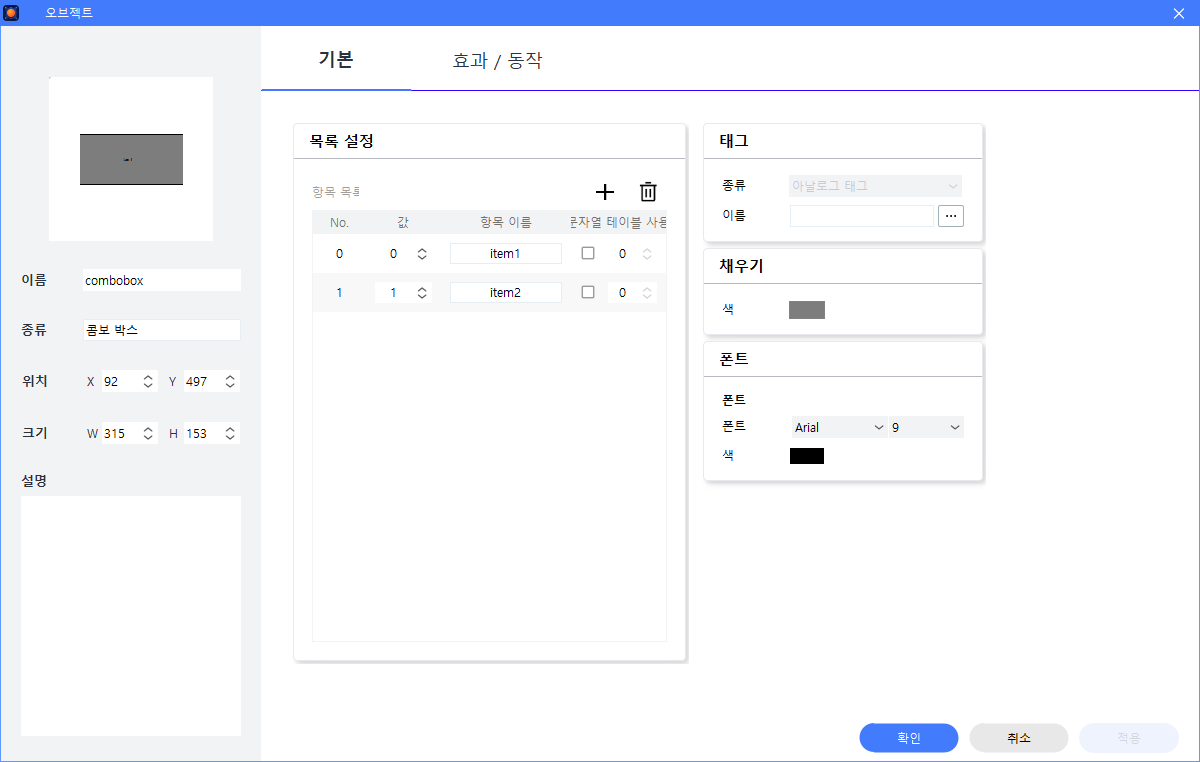 오브젝트
기본
효과 / 동작
이름 combobox
종류 콤보 박스
위치 X 92 Y 497
크기 W 315 H 153
설명
목록 설정
항목 목록
No. 값 항목 이름 문자열 테이블 사용
0 0 item1 0
1 1 item2 0
태그
종류 아날로그 태그
이름 ...
채우기
색
폰트
폰트
폰트 Arial 9
색
확인 취소 적용